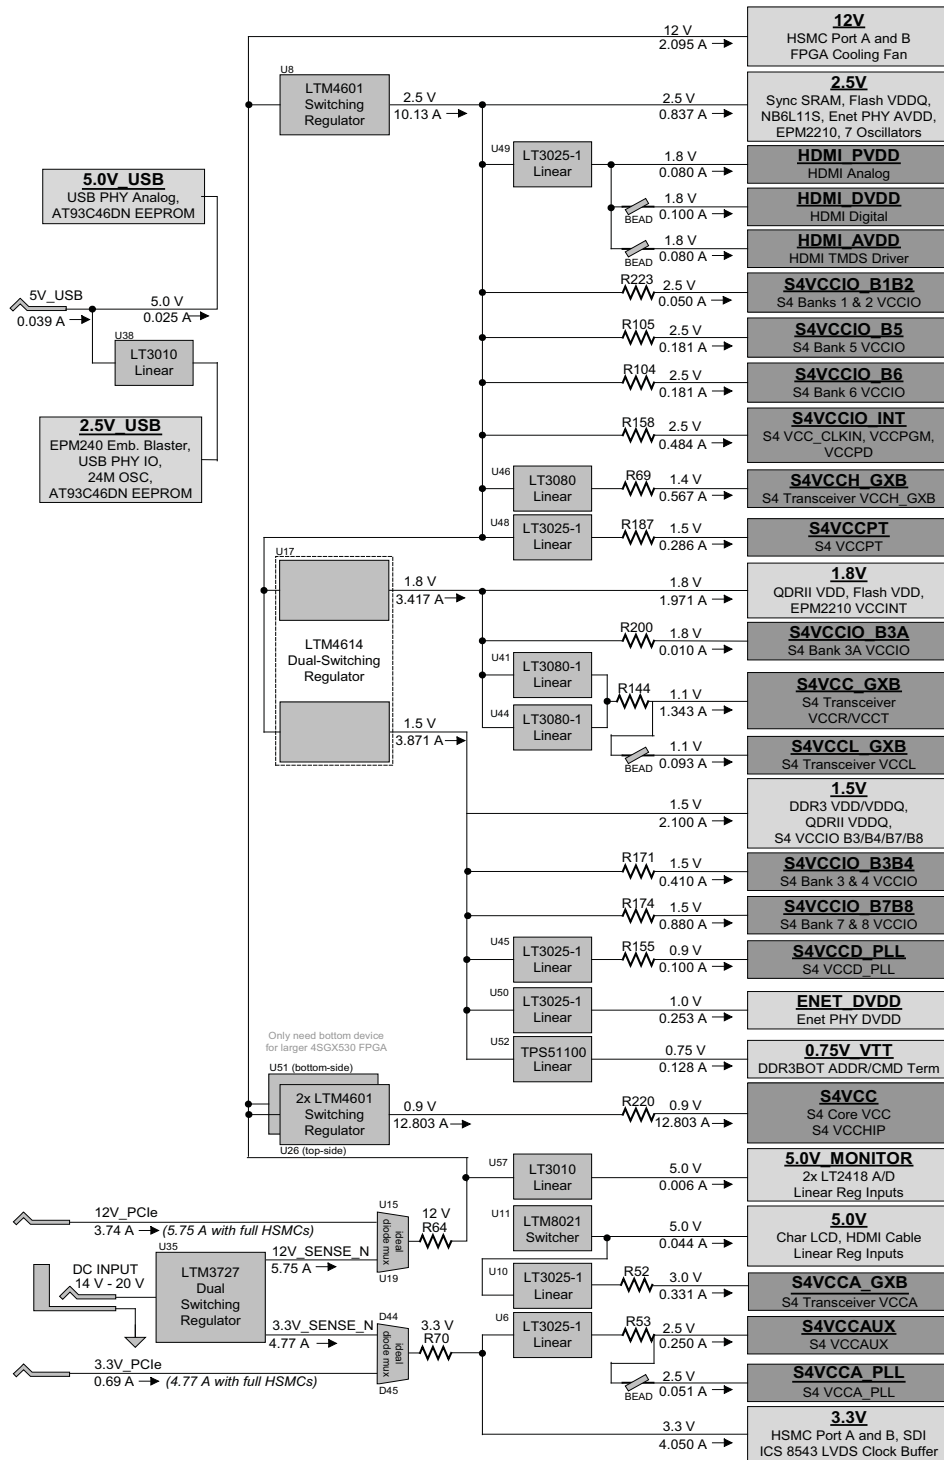 12 V
2.095 A
12V
HSMC Port A and B
FPGA Cooling Fan
U8
LTM4601
Switching
Regulator
2.5 V
10.13 A
2.5 V
0.837 A
2.5V
Sync SRAM, Flash VDDQ,
NB6L11S, Enet PHY AVDD,
EPM2210, 7 Oscillators
U49
LT3025-1
Linear
1.8 V
0.080 A
HDMI_PVDD
HDMI Analog
BEAD
1.8 V
0.100 A
HDMI_DVDD
HDMI Digital
BEAD
1.8 V
0.080 A
HDMI_AVDD
HDMI TMDS Driver
5.0V_USB
USB PHY Analog,
AT93C46DN EEPROM
5V_USB
0.039 A
5.0 V
0.025 A
U38
LT3010
Linear
2.5V_USB
EPM240 Emb. Blaster,
USB PHY IO,
24M OSC,
AT93C46DN EEPROM
R223
2.5 V
0.050 A
S4VCCIO_B1B2
S4 Banks 1 & 2 VCCIO
R105
2.5 V
0.181 A
S4VCCIO_B5
S4 Bank 5 VCCIO
R104
2.5 V
0.181 A
S4VCCIO_B6
S4 Bank 6 VCCIO
R158
2.5 V
0.484 A
S4VCCIO_INT
S4 VCC_CLKIN, VCCPGM,
VCCPD
U46
LT3080
Linear
R69
1.4 V
0.567 A
S4VCCH_GXB
S4 Transceiver VCCH_GXB
U48
LT3025-1
Linear
R187
1.5 V
0.286 A
S4VCCPT
S4 VCCPT
U17
LTM4614
Dual-Switching
Regulator
1.8 V
3.417 A
1.8 V
1.971 A
1.8V
QDRII VDD, Flash VDD,
EPM2210 VCCINT
R200
1.8 V
0.010 A
S4VCCIO_B3A
S4 Bank 3A VCCIO
U41
LT3080-1
Linear
U44
LT3080-1
Linear
R144
1.1 V
1.343 A
S4VCC_GXB
S4 Transceiver
VCCR/VCCT
BEAD
1.1 V
0.093 A
S4VCCL_GXB
S4 Transceiver VCCL
1.5 V
3.871 A
1.5 V
2.100 A
1.5V
DDR3 VDD/VDDQ,
QDRII VDDQ,
S4 VCCIO B3/B4/B7/B8
R171
1.5 V
0.410 A
S4VCCIO_B3B4
S4 Bank 3 & 4 VCCIO
R174
1.5 V
0.880 A
S4VCCIO_B7B8
S4 Bank 7 & 8 VCCIO
U45
LT3025-1
Linear
R155
0.9 V
0.100 A
S4VCCD_PLL
S4 VCCD_PLL
U50
LT3025-1
Linear
1.0 V
0.253 A
ENET_DVDD
Enet PHY DVDD
U52
TPS51100
Linear
0.75 V
0.128 A
0.75V_VTT
DDR3BOT ADDR/CMD Term
Only need bottom device
for larger 4SGX530 FPGA
U51 (bottom-side)
2x LTM4601
Switching
Regulator
U26 (top-side)
0.9 V
12.803 A
R220
0.9 V
12.803 A
S4VCC
S4 Core VCC
S4 VCCHIP
U57
LT3010
Linear
5.0 V
0.006 A
5.0V_MONITOR
2x LT2418 A/D
Linear Reg Inputs
U11
LTM8021
Switcher
5.0 V
0.044 A
5.0V
Char LCD, HDMI Cable
Linear Reg Inputs
U10
LT3025-1
Linear
R52
3.0 V
0.331 A
S4VCCA_GXB
S4 Transceiver VCCA
12V_PCIe
3.74 A
(5.75 A with full HSMCs)
U15
ideal
diode mux
U19
12 V
R64
DC INPUT
14 V - 20 V
U35
LTM3727
Dual
Switching
Regulator
12V_SENSE_N
5.75 A
3.3V_SENSE_N
4.77 A
D44
ideal
diode mux
D45
3.3 V
R70
3.3V_PCIe
0.69 A
(4.77 A with full HSMCs)
U6
LT3025-1
Linear
R53
2.5 V
0.250 A
S4VCCAUX
S4 VCCAUX
BEAD
2.5 V
0.051 A
S4VCCA_PLL
S4 VCCA_PLL
3.3 V
4.050 A
3.3V
HSMC Port A and B, SDI
ICS 8543 LVDS Clock Buffer